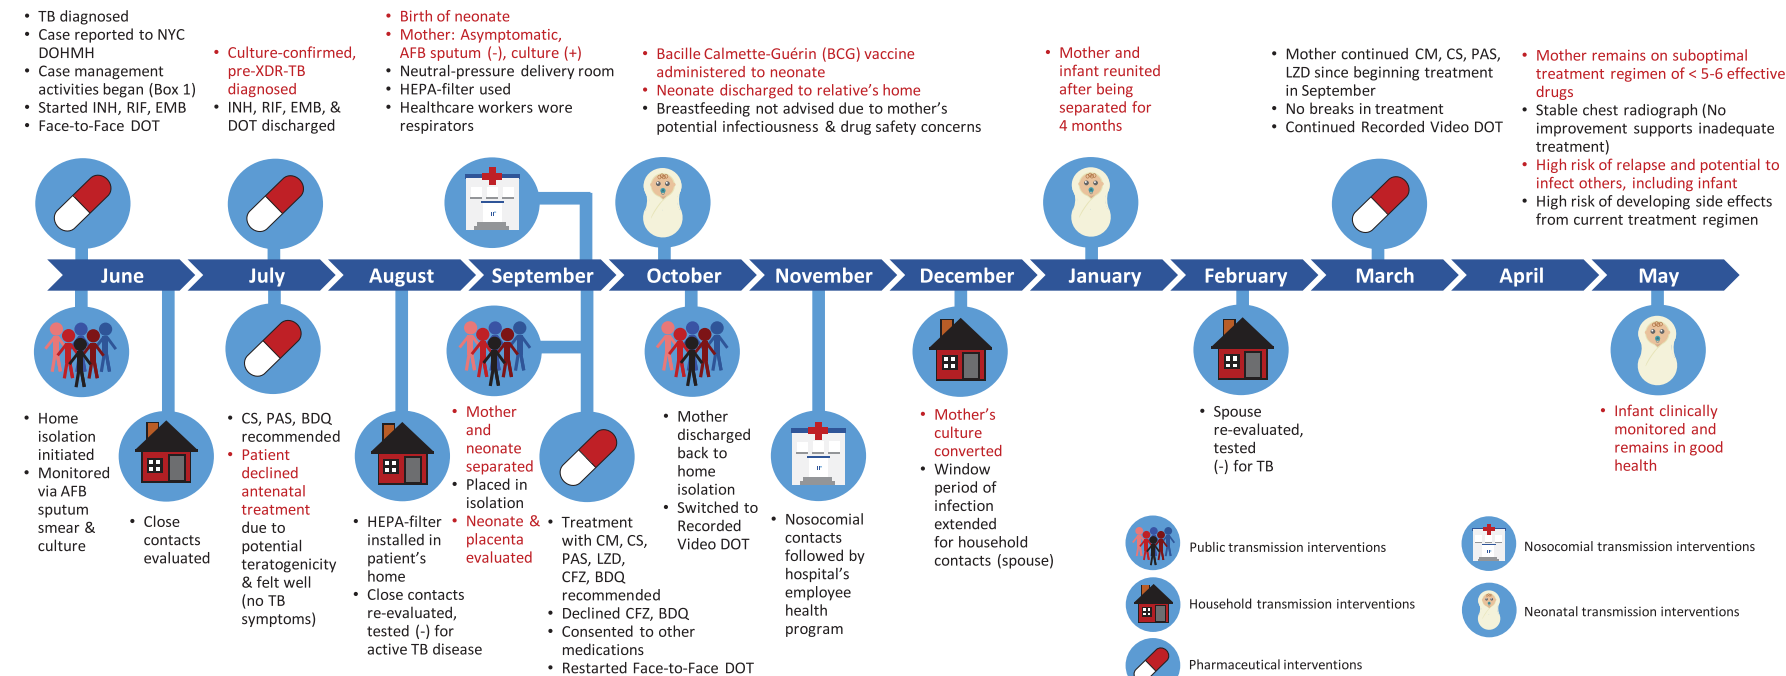 • TB diagnosed
• Case reported to NYC
DOHMH
• Case management
activities began (Box 1)
• Started INH, RIF, EMB
• Face-to-Face DOT
• Culture-confirmed,
pre-XDR-TB
diagnosed
• INH, RIF, EMB, &
DOT discharged
• Birth of neonate
• Mother: Asymptomatic,
AFB sputum (-), culture (+)
• Neutral-pressure delivery room
• HEPA-filter used
• Healthcare workers wore
respirators
• Bacille Calmette-Guérin (BCG) vaccine
administered to neonate
• Neonate discharged to relative's home
• Breastfeeding not advised due to mother's
potential infectiousness & drug safety concerns
• Mother and
infant reunited
after being
separated for
4 months
• Mother continued CM, CS, PAS,
LZD since beginning treatment
in September
• No breaks in treatment
• Continued Recorded Video DOT
• Mother remains on suboptimal
treatment regimen of < 5-6 effective
drugs
• Stable chest radiograph (No
improvement supports inadequate
treatment)
• High risk of relapse and potential to
infect others, including infant
• High risk of developing side effects
from current treatment regimen
June
July
August
September
October
November
December
January
February
March
April
May
• Home
isolation
initiated
• Monitored
via AFB
sputum
smear &
culture
• Close
contacts
evaluated
• CS, PAS, BDQ
recommended
• Patient
declined
antenatal
treatment
due to
potential
teratogenicity
& felt well
(no TB
symptoms)
• HEPA-filter
installed in
patient's
home
• Close contacts
re-evaluated,
tested (-) for
active TB disease
• Mother
and
neonate
separated
• Placed in
isolation
• Neonate &
placenta
evaluated
• Treatment
with CM, CS,
PAS, LZD,
CFZ, BDQ
recommended
• Declined CFZ, BDQ
• Consented to other
medications
• Restarted Face-to-Face DOT
• Mother
discharged
back to
home
isolation
• Switched to
Recorded
Video DOT
• Nosocomial
contacts
followed by
hospital's
employee
health
program
• Mother's
culture
converted
• Window
period of
infection
extended
for household
contacts (spouse)
• Spouse
re-evaluated,
tested
(-) for TB
• Infant clinically
monitored and
remains in good
health
Public transmission interventions
Household transmission interventions
Pharmaceutical interventions
Nosocomial transmission interventions
Neonatal transmission interventions